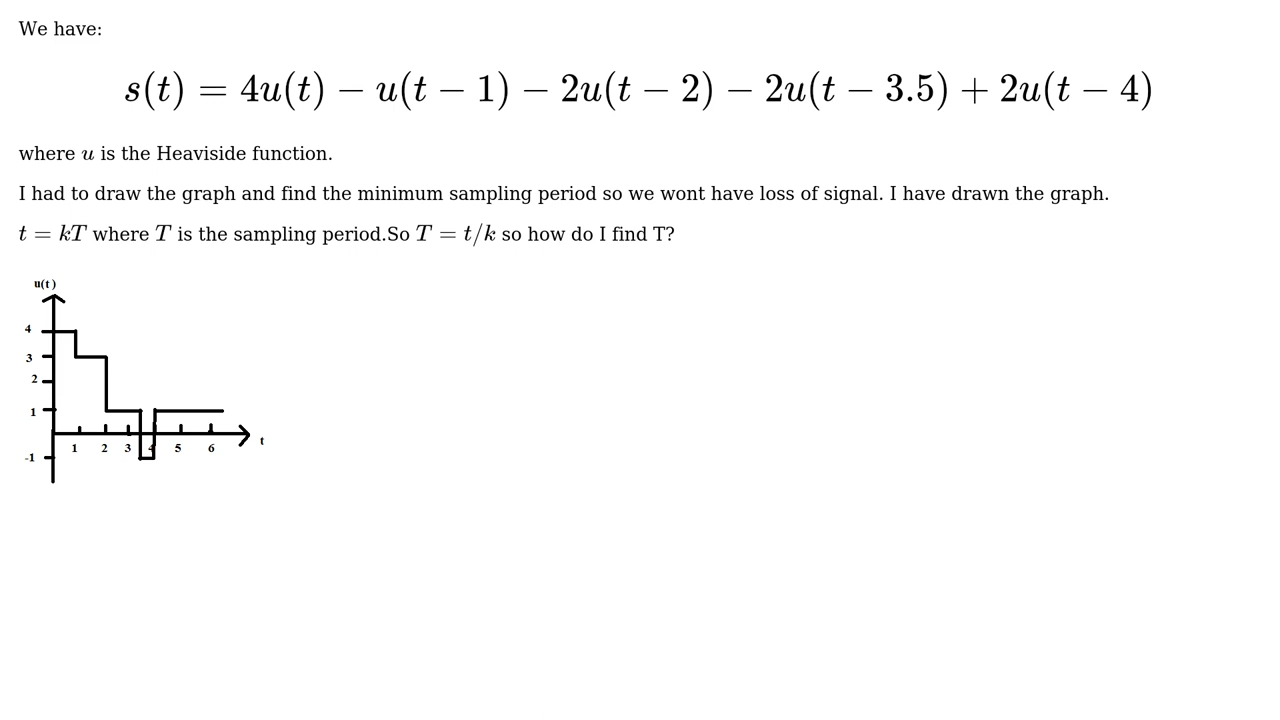 We have:
s(t) = 4u(t) − u(t − 1) − 2u(t − 2) − 2u(t − 3.5) + 2u(t − 4)
where u is the Heaviside function.
I had to draw the graph and find the minimum sampling period so we wont have loss of signal. I have drawn the graph.
t = kT where T is the sampling period.So T = t/k so how do I find T?
u(t)
4
3
2
1
-1
1 2 3 4 5 6
t